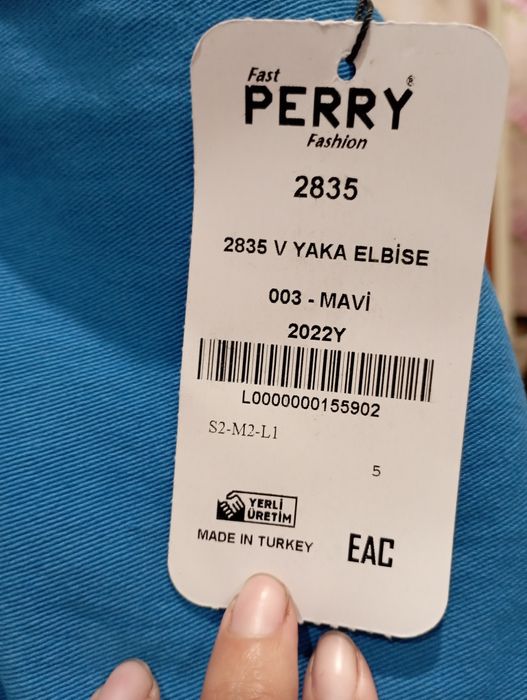 Fast
PERRY®
Fashion
2835
2835 V YAKA ELBİSE
003 - MAVİ
2022Y
L0000000155902
S2-M2-L1
5
YERLİ
ÜRETİM
MADE IN TURKEY
EAC